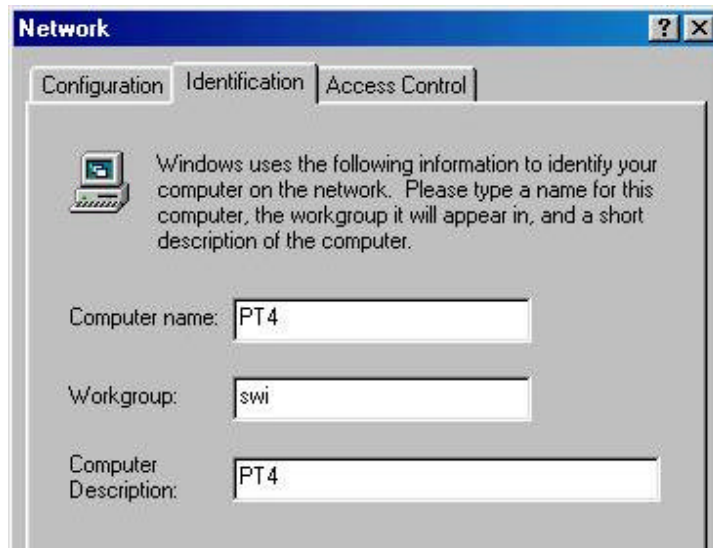 Network
Configuration
Identification
Access Control
Windows uses the following information to identify your
computer on the network. Please type a name for this
computer, the workgroup it will appear in, and a short
description of the computer.
Computer name: PT4
Workgroup: swi
Computer
Description: PT4